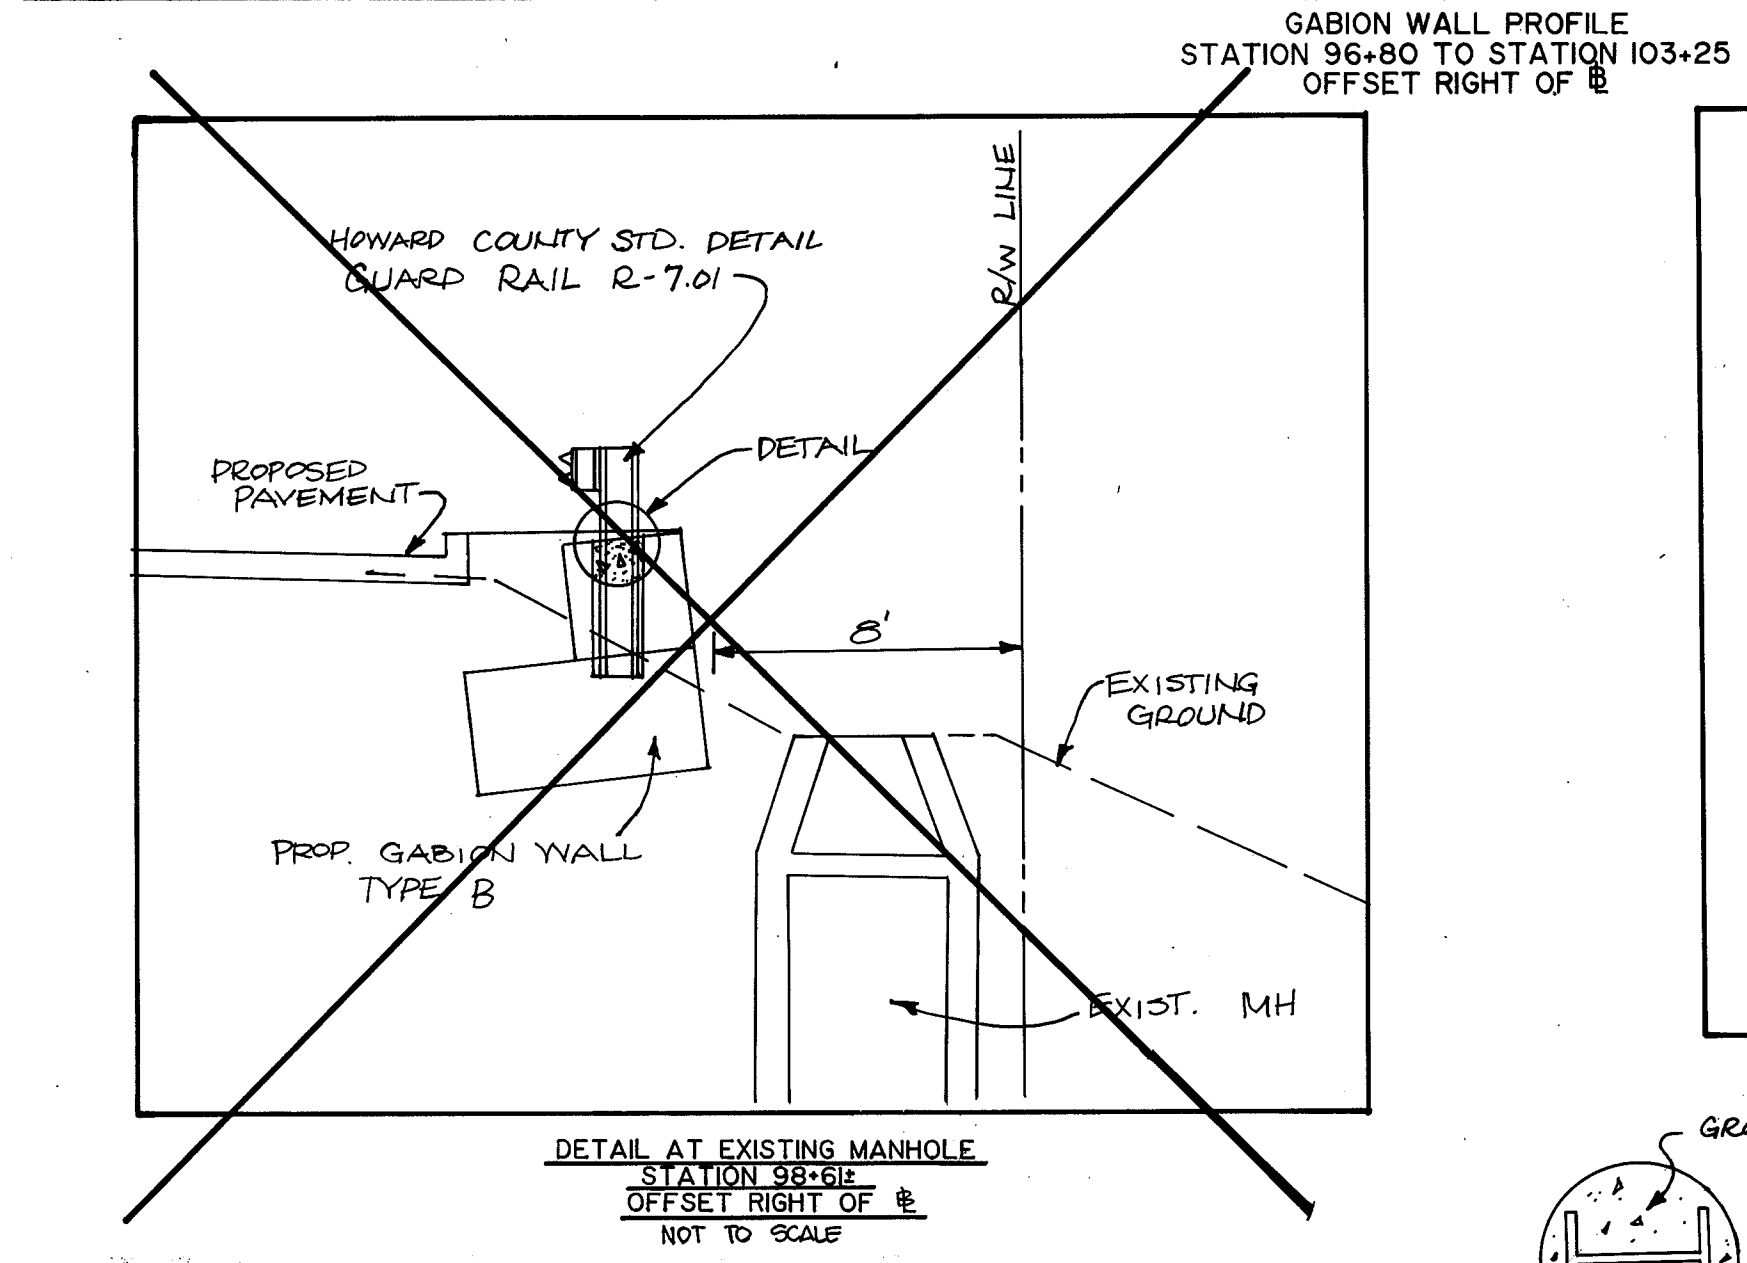 GABION WALL PROFILE
STATION 96+80 TO STATION 103+25
OFFSET RIGHT OF ℄
R/W LINE
HOWARD COUNTY STD. DETAIL
GUARD RAIL R-7.01
DETAIL
PROPOSED
PAVEMENT
8'
EXISTING
GROUND
PROP. GABION WALL
TYPE B
EXIST. MH
DETAIL AT EXISTING MANHOLE
STATION 98+61±
OFFSET RIGHT OF ℄
NOT TO SCALE